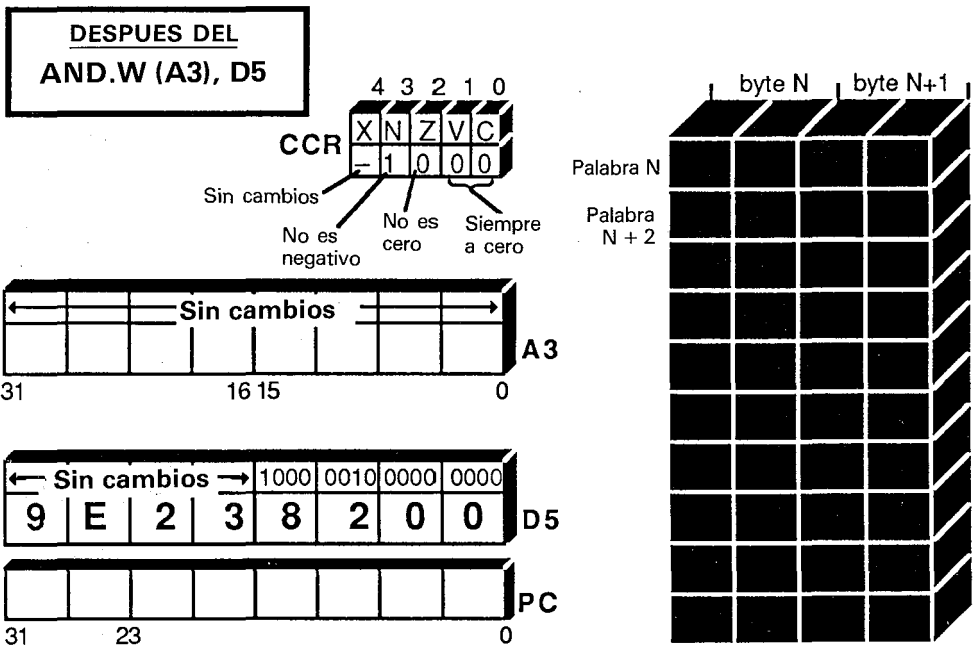 DESPUES DEL
AND.W (A3), D5
4 3 2 1 0
X N Z V C
CCR
– 1 0 0 0
Sin cambios
No es negativo
No es cero
Siempre a cero
byte N byte N+1
Palabra N
Palabra N + 2
Sin cambios
A3
31 16 15 0
Sin cambios 1000 0010 0000 0000
9 E 2 3 8 2 0 0
D5
PC
31 23 0